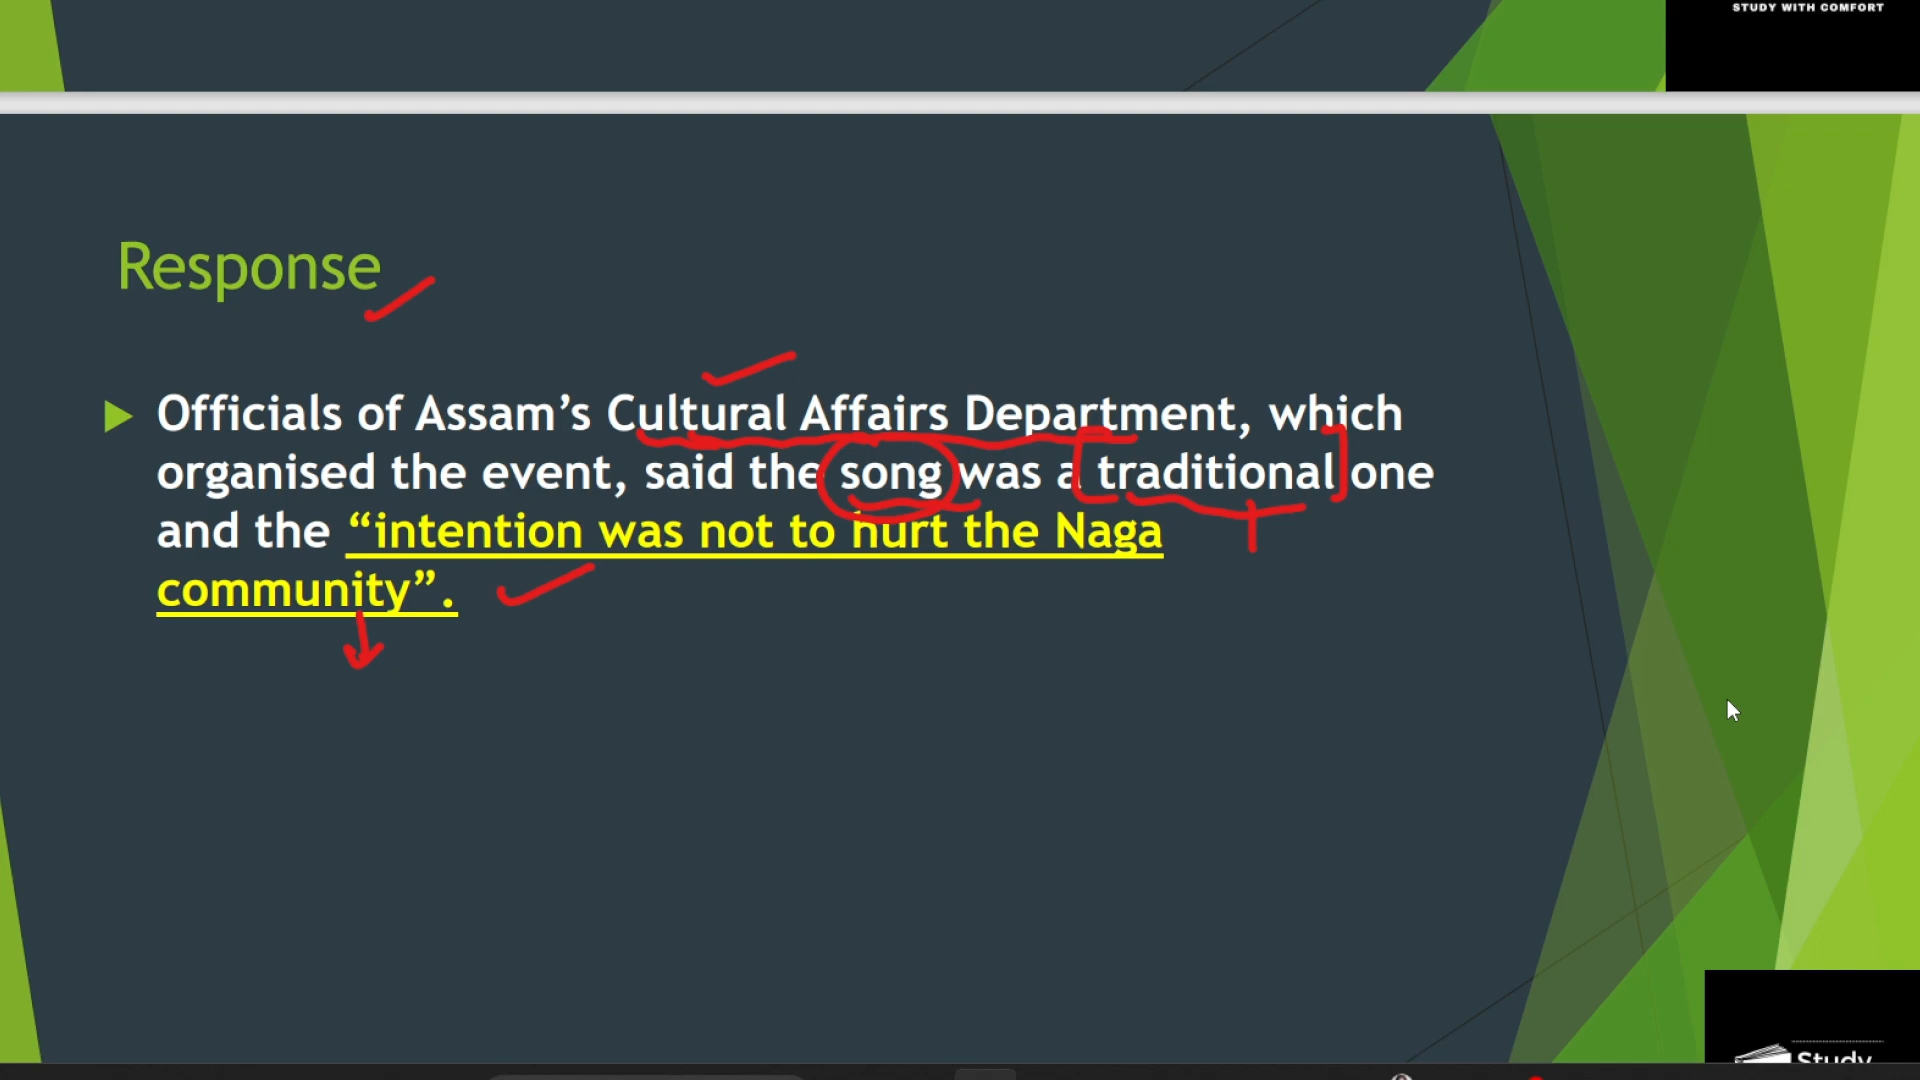 STUDY WITH COMFORT
Response
Officials of Assam’s Cultural Affairs Department, which
organised the event, said the song was a traditional one
and the “intention was not to hurt the Naga
community”.
Study